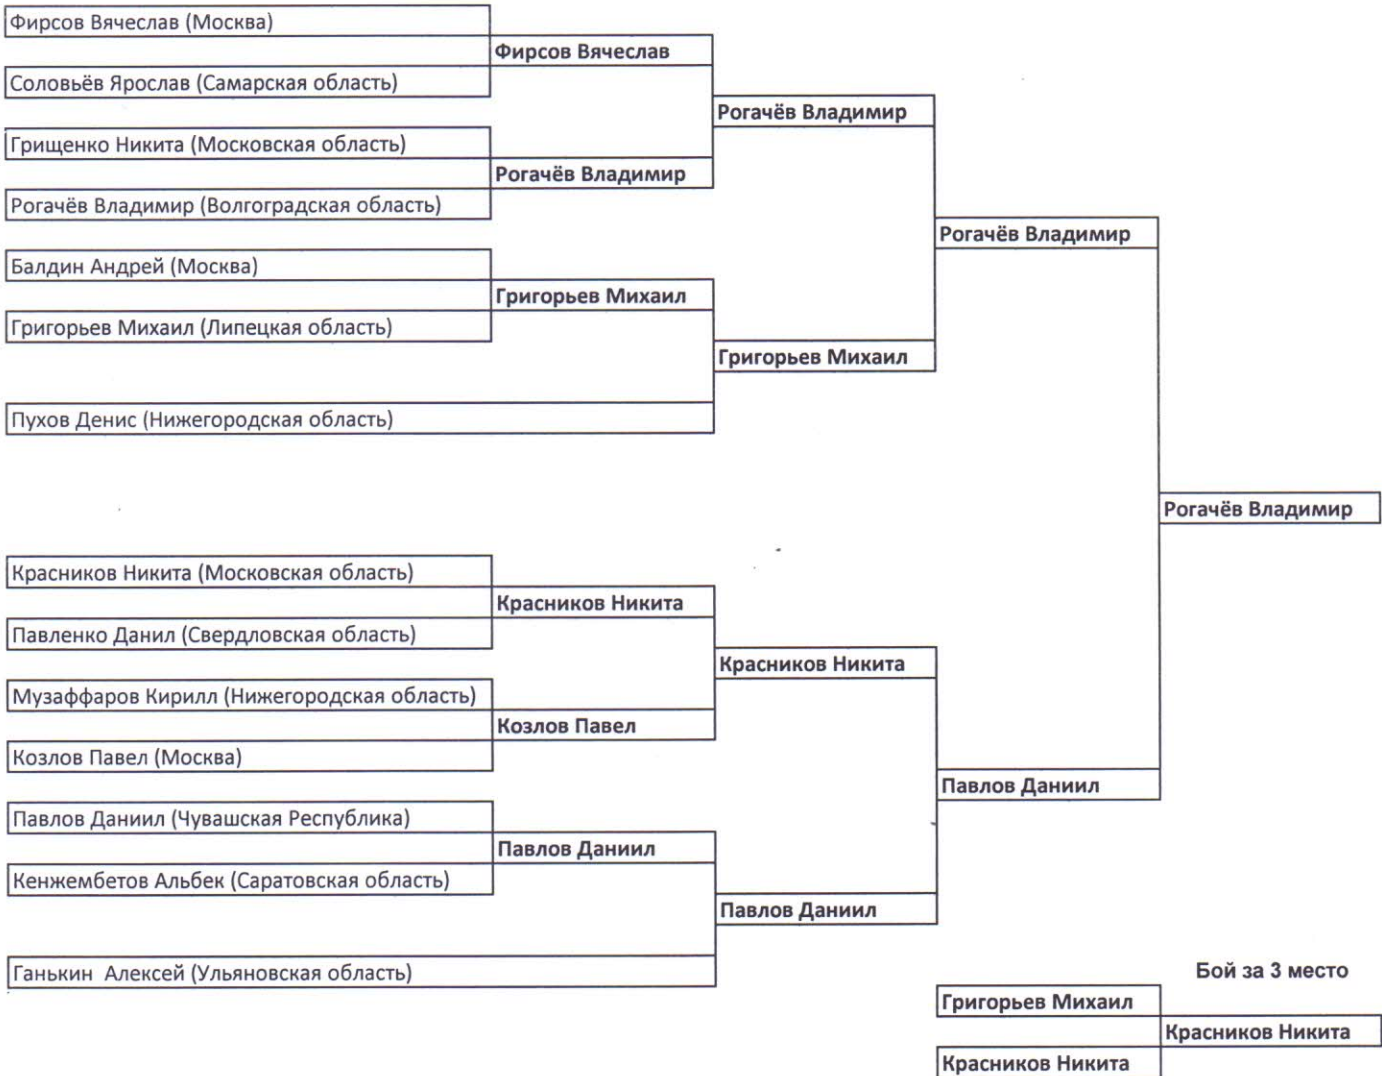 Фирсов Вячеслав (Москва)
Фирсов Вячеслав
Соловьёв Ярослав (Самарская область)
Рогачёв Владимир
Грищенко Никита (Московская область)
Рогачёв Владимир
Рогачёв Владимир (Волгоградская область)
Рогачёв Владимир
Балдин Андрей (Москва)
Григорьев Михаил
Григорьев Михаил (Липецкая область)
Григорьев Михаил
Пухов Денис (Нижегородская область)
Рогачёв Владимир
Красников Никита (Московская область)
Красников Никита
Павленко Данил (Свердловская область)
Красников Никита
Музаффаров Кирилл (Нижегородская область)
Козлов Павел
Козлов Павел (Москва)
Павлов Даниил
Павлов Даниил (Чувашская Республика)
Павлов Даниил
Кенжембетов Альбек (Саратовская область)
Павлов Даниил
Ганькин  Алексей (Ульяновская область)
Бой за 3 место
Григорьев Михаил
Красников Никита
Красников Никита